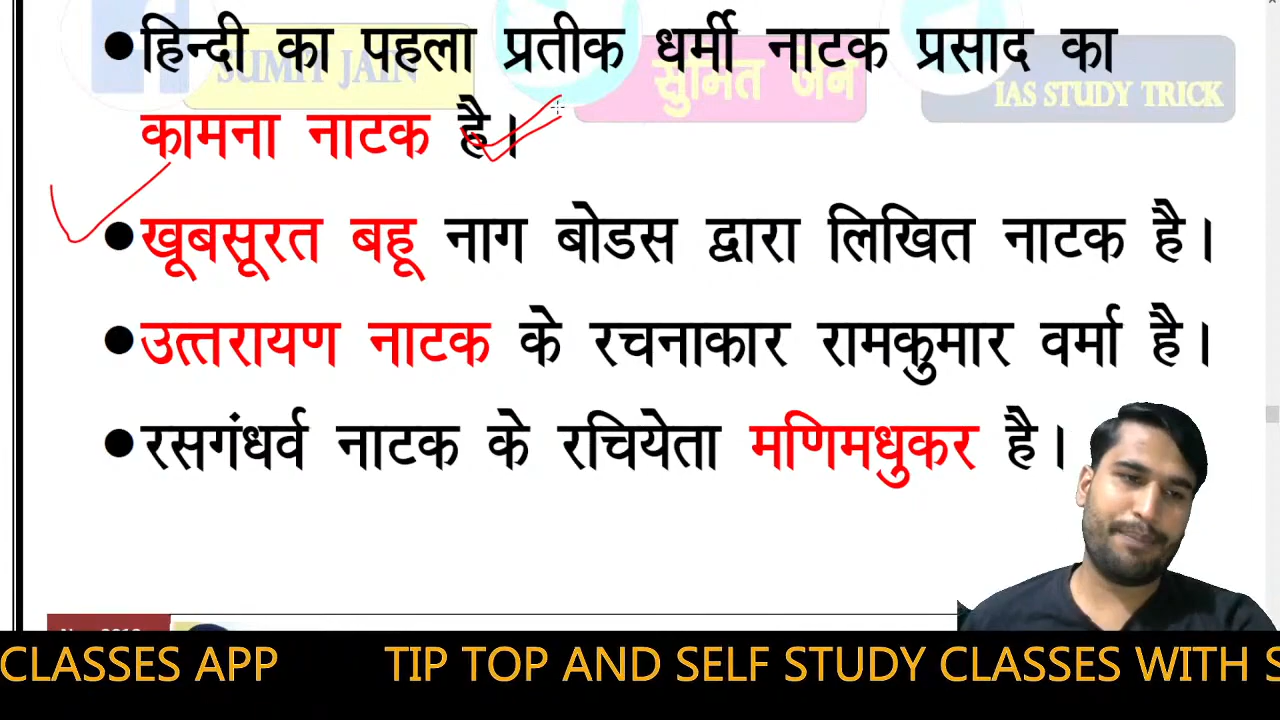 ●हिन्दी का पहला प्रतीक धर्मी नाटक प्रसाद का
SUMIT JAIN
सुमित जैन
IAS STUDY TRICK
कामना नाटक है।
●खूबसूरत बहू नाग बोडस द्वारा लिखित नाटक है।
●उत्तरायण नाटक के रचनाकार रामकुमार वर्मा है।
●रसगंधर्व नाटक के रचियेता मणिमधुकर है।
CLASSES APP TIP TOP AND SELF STUDY CLASSES WITH S